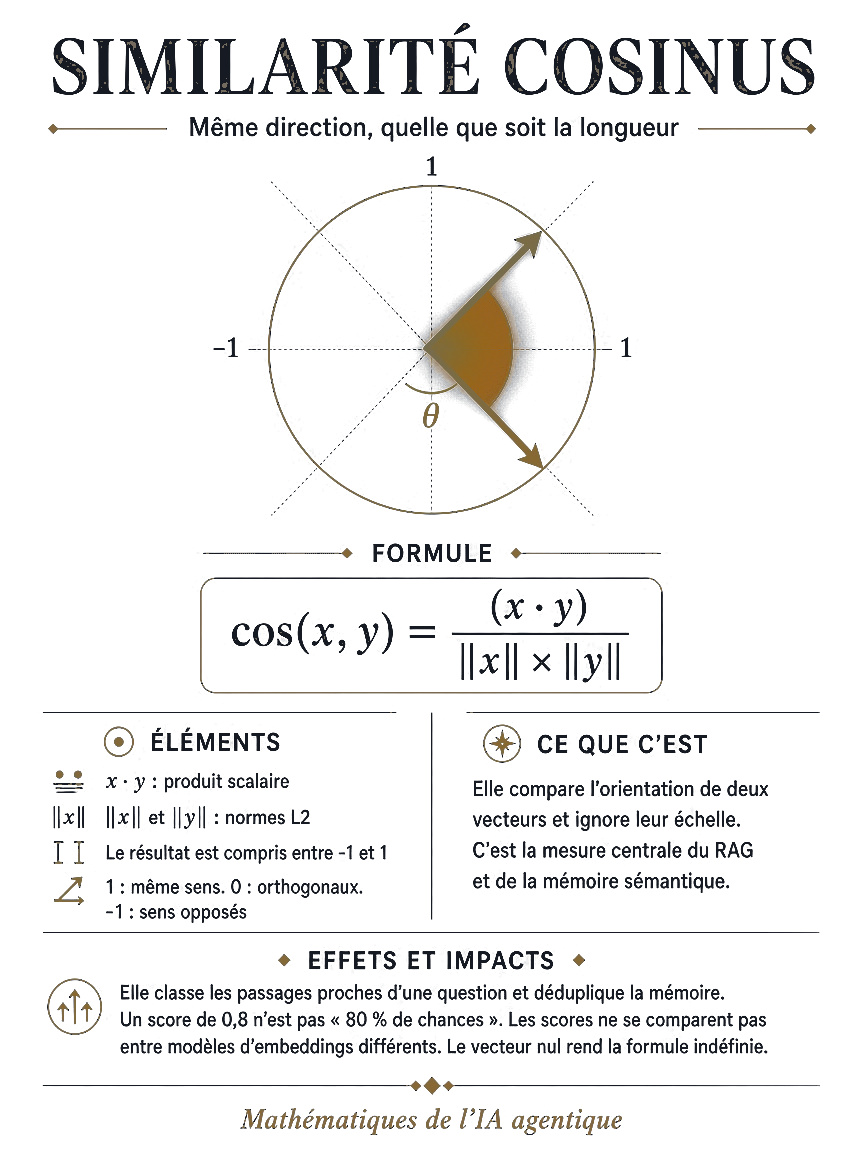 SIMILARITÉ COSINUS
Même direction, quelle que soit la longueur
1
-1
1
θ
FORMULE
cos(x, y) = (x · y) / ||x|| × ||y||
ÉLÉMENTS
x · y : produit scalaire
||x|| ||x|| et ||y|| : normes L2
Le résultat est compris entre -1 et 1
1 : même sens. 0 : orthogonaux.
-1 : sens opposés
CE QUE C'EST
Elle compare l'orientation de deux
vecteurs et ignore leur échelle.
C'est la mesure centrale du RAG
et de la mémoire sémantique.
EFFETS ET IMPACTS
Elle classe les passages proches d'une question et déduplique la mémoire.
Un score de 0,8 n'est pas « 80 % de chances ». Les scores ne se comparent pas
entre modèles d'embeddings différents. Le vecteur nul rend la formule indéfinie.
Mathématiques de l'IA agentique